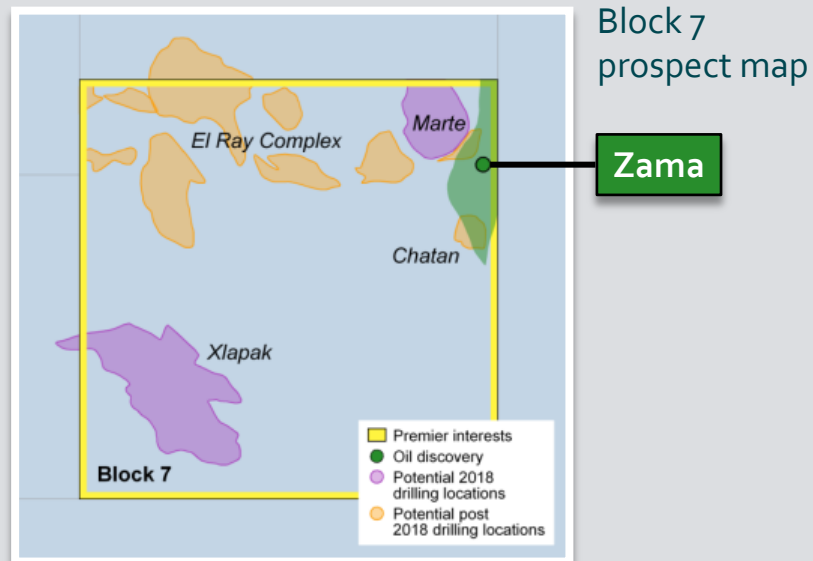 Block 7
prospect map
Marte
El Ray Complex
Zama
Chatan
Xlapak
Premier interests
Oil discovery
Potential 2018
drilling locations
Potential post
2018 drilling locations
Block 7